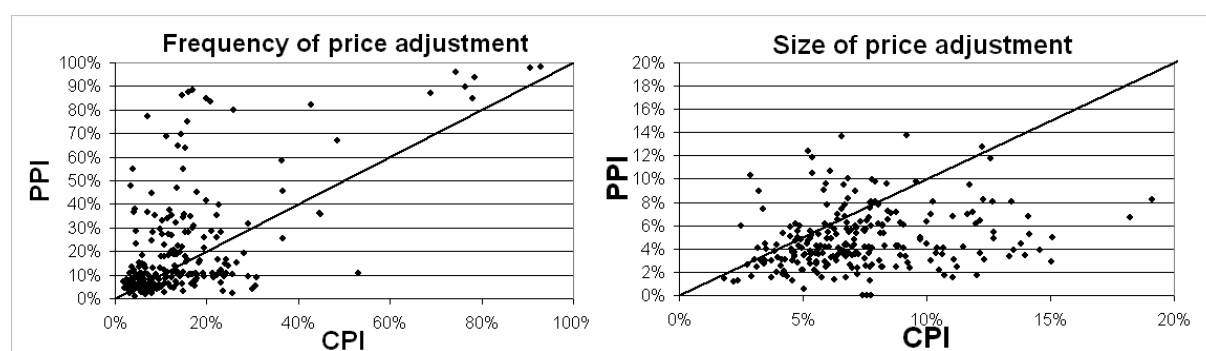 Frequency of price adjustment
100%
90%
80%
70%
60%
50%
40%
30%
20%
10%
0%
PPI
0% 20% 40% 60% 80% 100%
CPI
Size of price adjustment
20%
18%
16%
14%
12%
10%
8%
6%
4%
2%
0%
PPI
0% 5% 10% 15% 20%
CPI